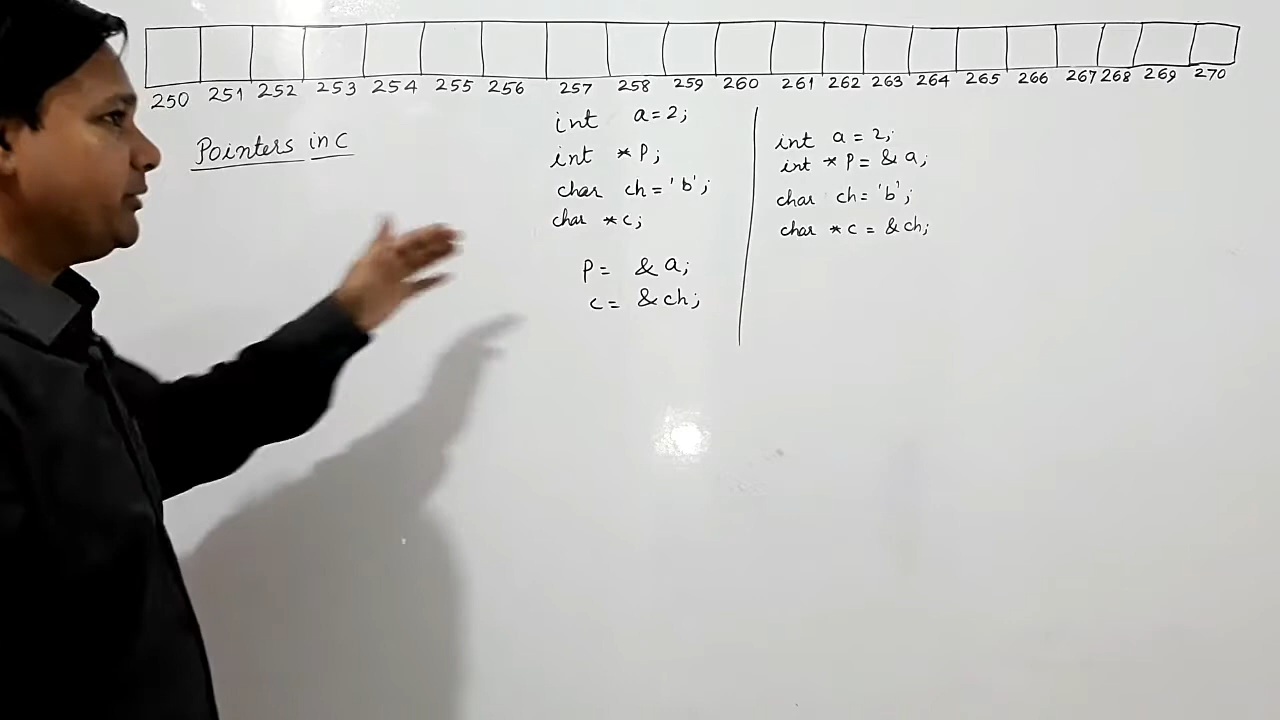 250 251 252 253 254 255 256 257 258 259 260 261 262 263 264 265 266 267 268 269 270
Pointers in C
int a=2;
int *P;
char ch='b';
char *c;
P= &a;
c= &ch;
int a = 2;
int *P= &a;
char ch='b';
char *c = &ch;